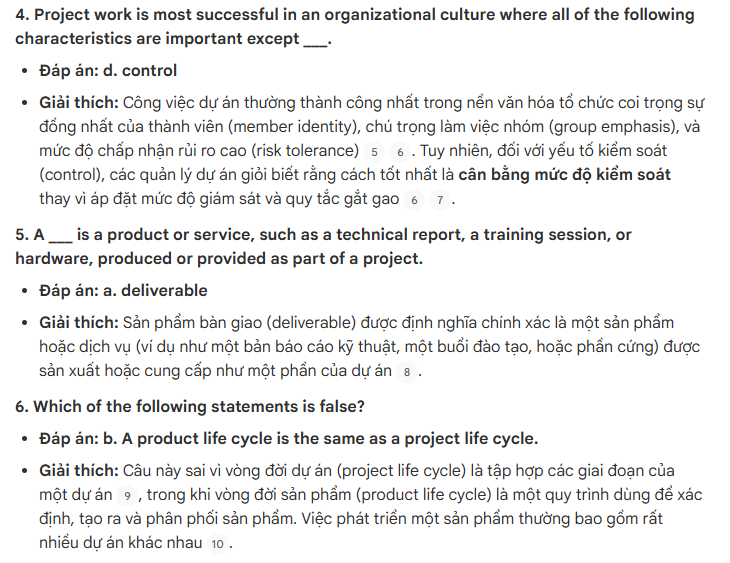 4. Project work is most successful in an organizational culture where all of the following
characteristics are important except ___.
• Đáp án: d. control
• Giải thích: Công việc dự án thường thành công nhất trong nền văn hóa tổ chức coi trọng sự
đồng nhất của thành viên (member identity), chú trọng làm việc nhóm (group emphasis), và
mức độ chấp nhận rủi ro cao (risk tolerance) 5 6 . Tuy nhiên, đối với yếu tố kiểm soát
(control), các quản lý dự án giỏi biết rằng cách tốt nhất là cân bằng mức độ kiểm soát
thay vì áp đặt mức độ giám sát và quy tắc gắt gao 6 7 .
5. A ___ is a product or service, such as a technical report, a training session, or
hardware, produced or provided as part of a project.
• Đáp án: a. deliverable
• Giải thích: Sản phẩm bàn giao (deliverable) được định nghĩa chính xác là một sản phẩm
hoặc dịch vụ (ví dụ như một bản báo cáo kỹ thuật, một buổi đào tạo, hoặc phần cứng) được
sản xuất hoặc cung cấp như một phần của dự án 8 .
6. Which of the following statements is false?
• Đáp án: b. A product life cycle is the same as a project life cycle.
• Giải thích: Câu này sai vì vòng đời dự án (project life cycle) là tập hợp các giai đoạn của
một dự án 9 , trong khi vòng đời sản phẩm (product life cycle) là một quy trình dùng để xác
định, tạo ra và phân phối sản phẩm. Việc phát triển một sản phẩm thường bao gồm rất
nhiều dự án khác nhau 10 .